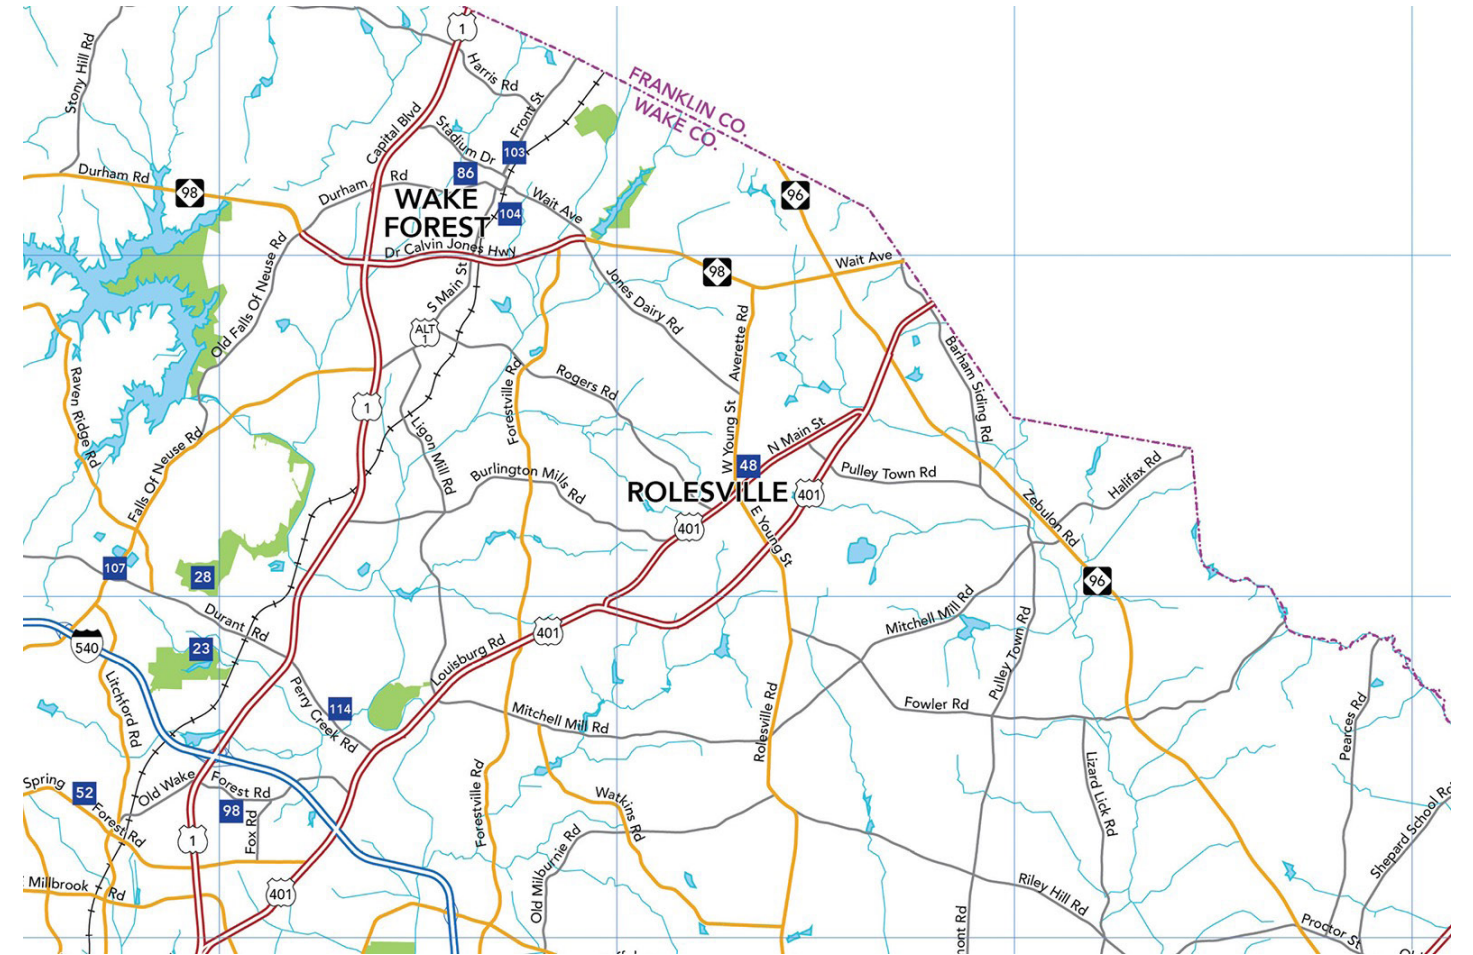 1
Stony Hill Rd
Harris Rd
FRANKLIN CO.
WAKE CO.
Capital Blvd
Front St
Stadium Dr
103
Durham Rd
98
86
Durham Rd
WAKE
FOREST
104
Wait Ave
96
Dr Calvin Jones Hwy
Old Falls Of Neuse Rd
98
Wait Ave
S Main St
Jones Dairy Rd
ALT
1
Averette Rd
Barham Siding Rd
Raven Ridge Rd
Forestville Rd
Rogers Rd
1
Ligon Mill Rd
W Young St
N Main St
Falls Of Neuse Rd
Burlington Mills Rd
48
Pulley Town Rd
Halifax Rd
ROLESVILLE
401
401
E Young St
Zebulon Rd
107
28
96
Durant Rd
Mitchell Mill Rd
401
540
23
Louisburg Rd
Pulley Town Rd
Litchford Rd
Perry Creek Rd
114
Mitchell Mill Rd
Rolesville Rd
Fowler Rd
Pearces Rd
Spring
Forest Rd
52
Old Wake
Forest Rd
98
Fox Rd
Forestville Rd
Watkins Rd
Lizard Lick Rd
Shepard School Rd
1
Old Milburnie Rd
Millbrook Rd
401
Riley Hill Rd
mont Rd
Proctor St